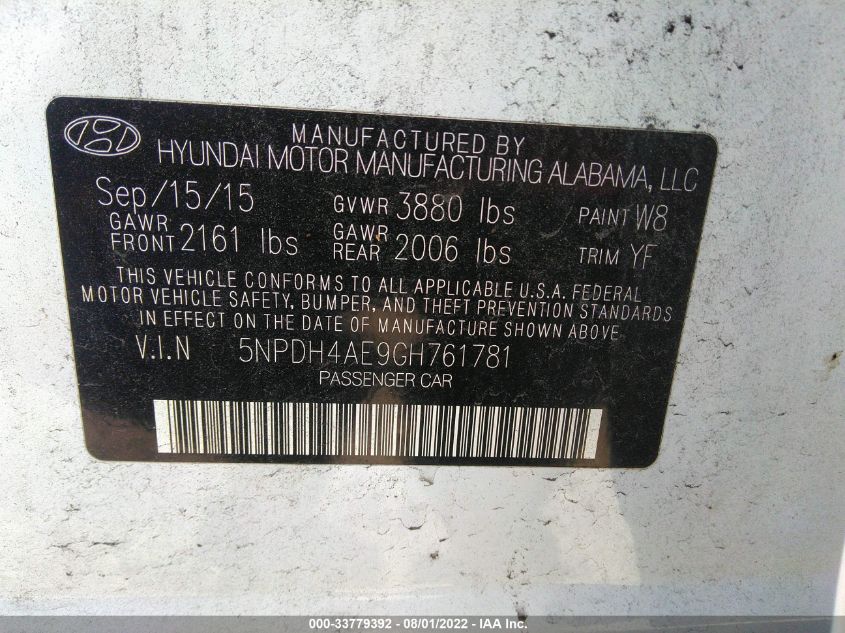 MANUFACTURED BY
HYUNDAI MOTOR MANUFACTURING ALABAMA, LLC
Sep/15/15 GVWR 3880 lbs PAINT W8
GAWR FRONT 2161 lbs GAWR REAR 2006 lbs TRIM YF
THIS VEHICLE CONFORMS TO ALL APPLICABLE U.S.A. FEDERAL
MOTOR VEHICLE SAFETY, BUMPER, AND THEFT PREVENTION STANDARDS
IN EFFECT ON THE DATE OF MANUFACTURE SHOWN ABOVE.
V.I.N 5NPDH4AE9GH761781
PASSENGER CAR
000-33779392 - 08/01/2022 - IAA Inc.